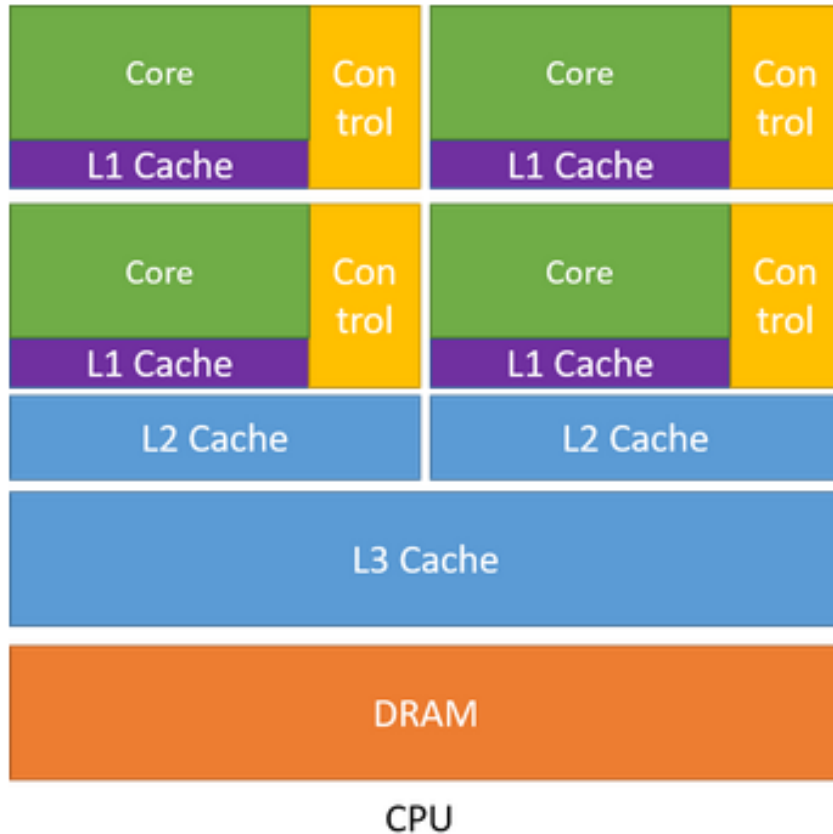 Core
Con
trol
L1 Cache
Core
Con
trol
L1 Cache
Core
Con
trol
L1 Cache
Core
Con
trol
L1 Cache
L2 Cache
L2 Cache
L3 Cache
DRAM
CPU